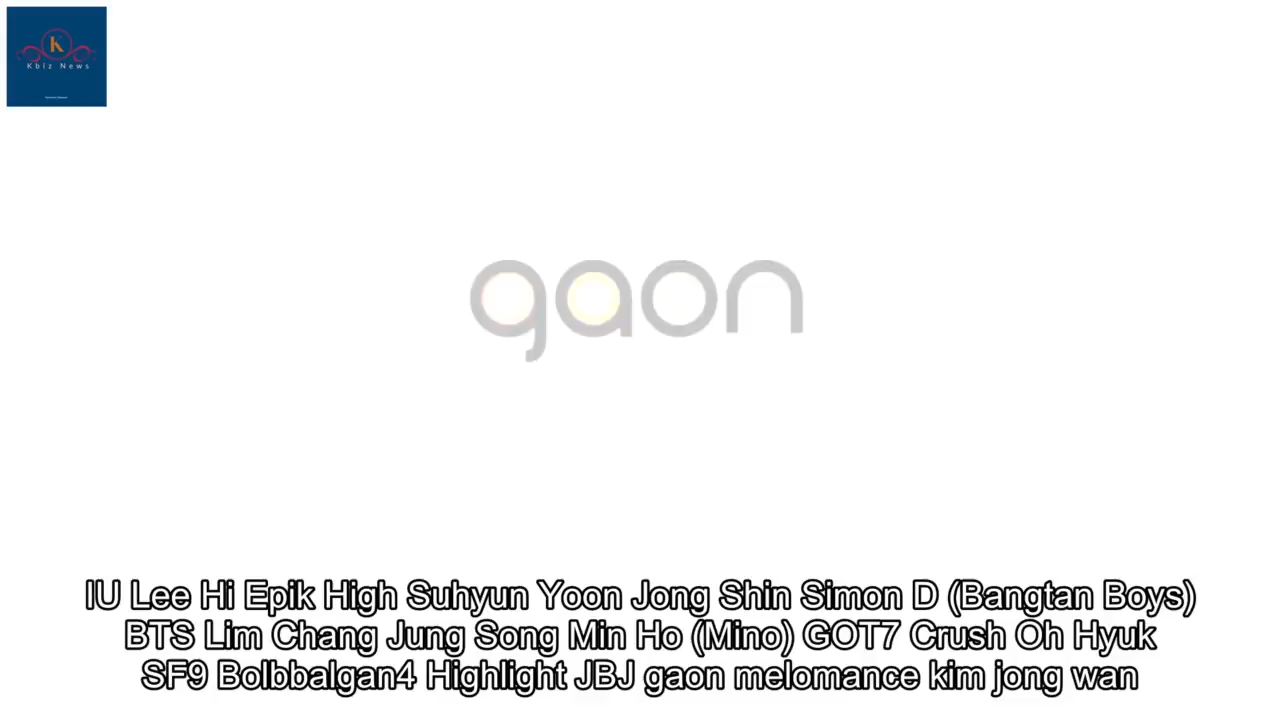 K
Kbiz News
gaon
IU Lee Hi Epik High Suhyun Yoon Jong Shin Simon D (Bangtan Boys)
BTS Lim Chang Jung Song Min Ho (Mino) GOT7 Crush Oh Hyuk
SF9 Bolbbalgan4 Highlight JBJ gaon melomance kim jong wan